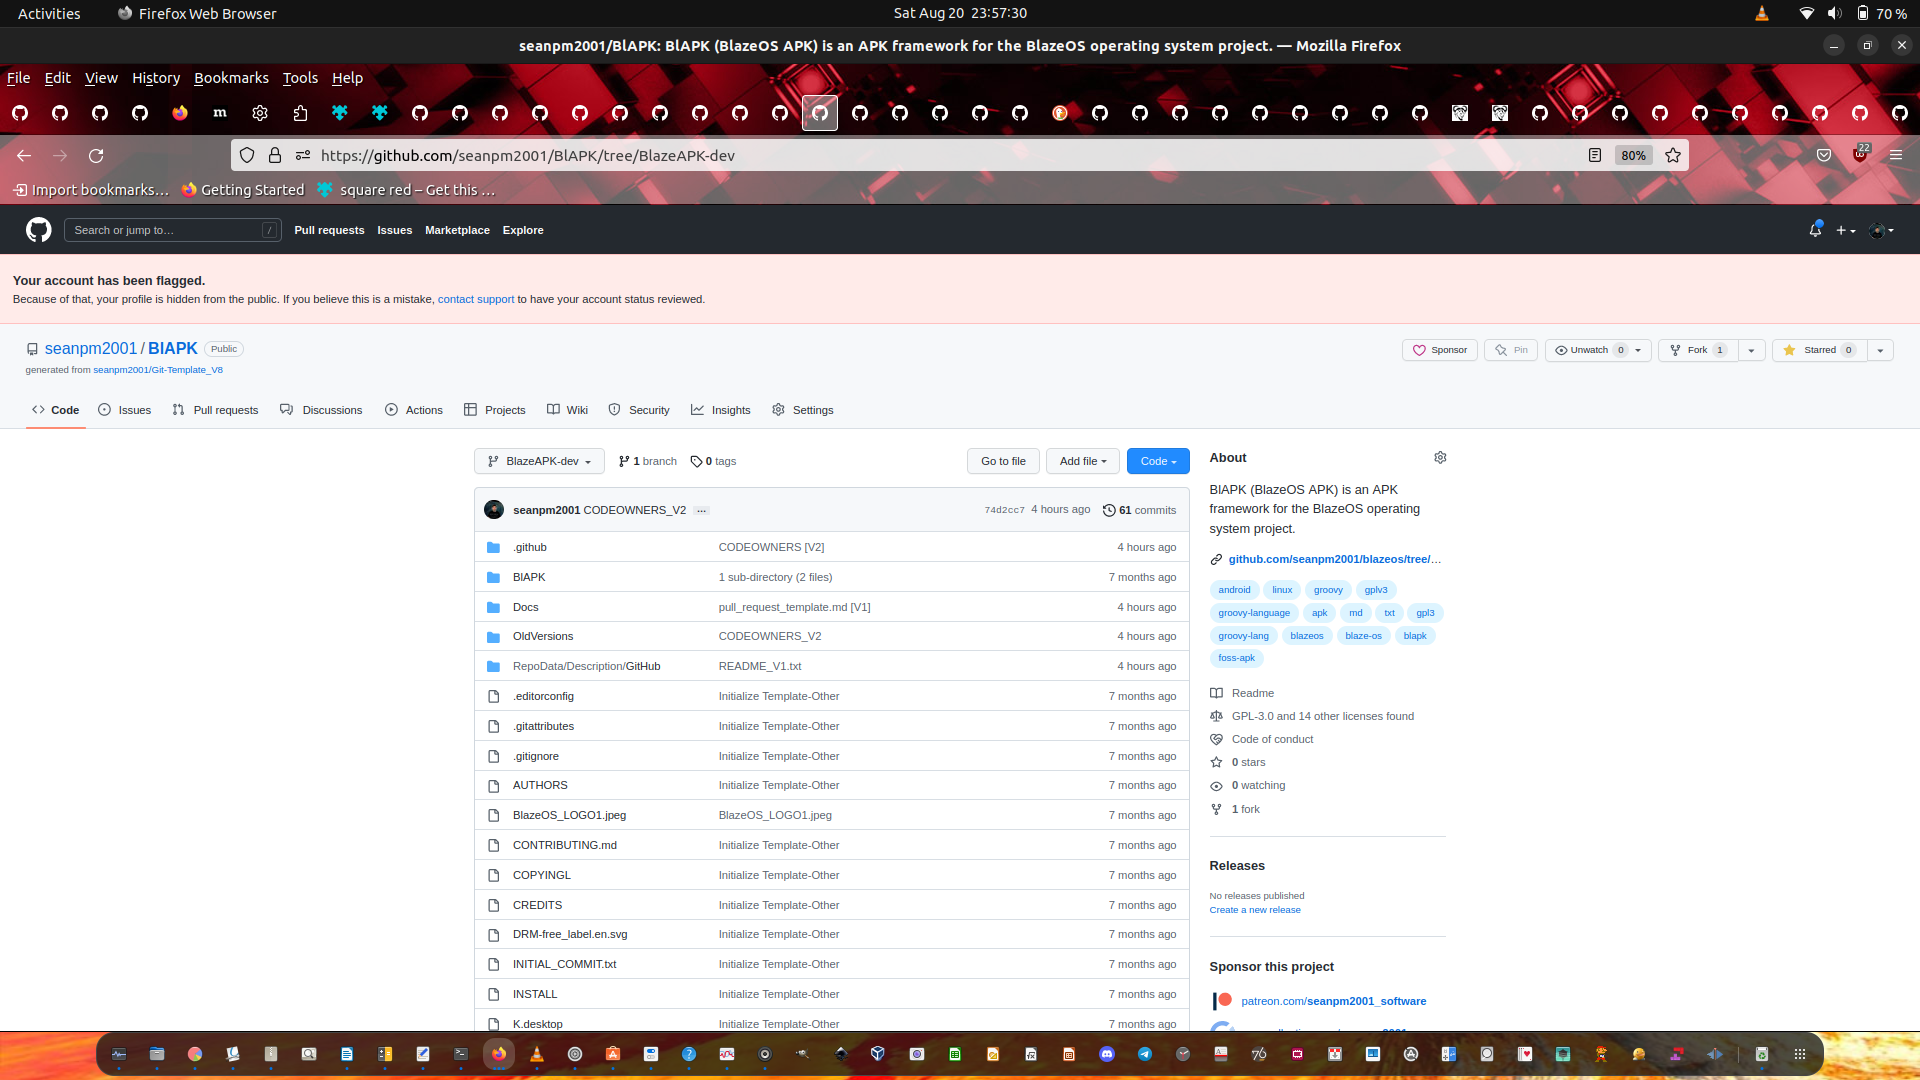 Activities Firefox Web Browser Sat Aug 20 23:57:30 70 %
seanpm2001/BlAPK: BlAPK (BlazeOS APK) is an APK framework for the BlazeOS operating system project. — Mozilla Firefox
File Edit View History Bookmarks Tools Help
https://github.com/seanpm2001/BlAPK/tree/BlazeAPK-dev 80% 22
Import bookmarks… Getting Started square red – Get this …
Search or jump to… / Pull requests Issues Marketplace Explore
Your account has been flagged.
Because of that, your profile is hidden from the public. If you believe this is a mistake, contact support to have your account status reviewed.
seanpm2001 / BlAPK Public Sponsor Pin Unwatch 0 Fork 1 Starred 0
generated from seanpm2001/Git-Template_V8
Code Issues Pull requests Discussions Actions Projects Wiki Security Insights Settings
BlazeAPK-dev 1 branch 0 tags Go to file Add file Code
seanpm2001 CODEOWNERS_V2 … 74d2cc7 4 hours ago 61 commits
.github CODEOWNERS [V2] 4 hours ago
BlAPK 1 sub-directory (2 files) 7 months ago
Docs pull_request_template.md [V1] 4 hours ago
OldVersions CODEOWNERS_V2 4 hours ago
RepoData/Description/GitHub README_V1.txt 4 hours ago
.editorconfig Initialize Template-Other 7 months ago
.gitattributes Initialize Template-Other 7 months ago
.gitignore Initialize Template-Other 7 months ago
AUTHORS Initialize Template-Other 7 months ago
BlazeOS_LOGO1.jpeg BlazeOS_LOGO1.jpeg 7 months ago
CONTRIBUTING.md Initialize Template-Other 7 months ago
COPYINGL Initialize Template-Other 7 months ago
CREDITS Initialize Template-Other 7 months ago
DRM-free_label.en.svg Initialize Template-Other 7 months ago
INITIAL_COMMIT.txt Initialize Template-Other 7 months ago
INSTALL Initialize Template-Other 7 months ago
K.desktop Initialize Template-Other 7 months ago
About
BlAPK (BlazeOS APK) is an APK
framework for the BlazeOS operating
system project.
github.com/seanpm2001/blazeos/tree/…
android linux groovy gplv3
groovy-language apk md txt gpl3
groovy-lang blazeos blaze-os blapk
foss-apk
Readme
GPL-3.0 and 14 other licenses found
Code of conduct
0 stars
0 watching
1 fork
Releases
No releases published
Create a new release
Sponsor this project
patreon.com/seanpm2001_software